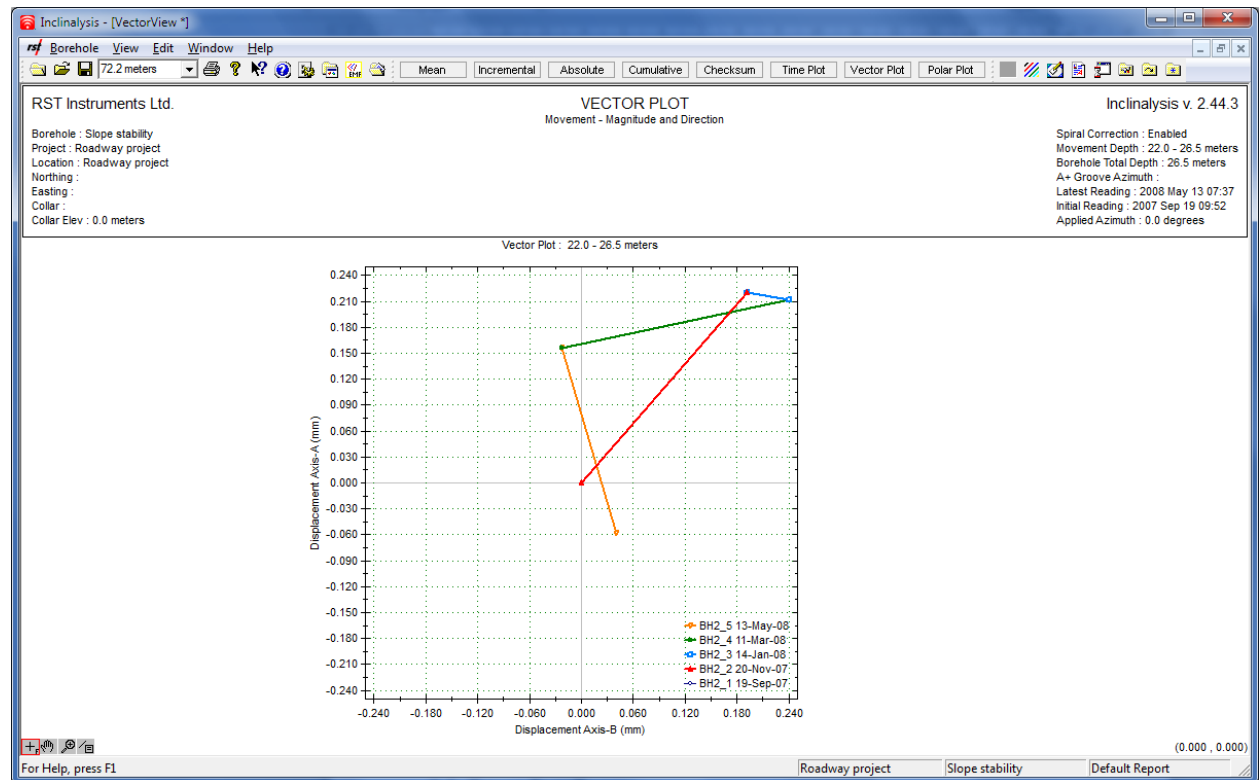 Inclinalysis - [VectorView *]
rst Borehole View Edit Window Help
72.2 meters EMF Mean Incremental Absolute Cumulative Checksum Time Plot Vector Plot Polar Plot
RST Instruments Ltd.
VECTOR PLOT
Movement - Magnitude and Direction
Inclinalysis v. 2.44.3
Borehole : Slope stability
Project : Roadway project
Location : Roadway project
Northing :
Easting :
Collar :
Collar Elev : 0.0 meters
Spiral Correction : Enabled
Movement Depth : 22.0 - 26.5 meters
Borehole Total Depth : 26.5 meters
A+ Groove Azimuth :
Latest Reading : 2008 May 13 07:37
Initial Reading : 2007 Sep 19 09:52
Applied Azimuth : 0.0 degrees
Vector Plot : 22.0 - 26.5 meters
0.240
0.210
0.180
0.150
0.120
0.090
0.060
0.030
0.000
-0.030
-0.060
-0.090
-0.120
-0.150
-0.180
-0.210
-0.240
Displacement Axis-A (mm)
BH2_5 13-May-08
BH2_4 11-Mar-08
BH2_3 14-Jan-08
BH2_2 20-Nov-07
BH2_1 19-Sep-07
-0.240 -0.180 -0.120 -0.060 0.000 0.060 0.120 0.180 0.240
Displacement Axis-B (mm)
(0.000 , 0.000)
For Help, press F1
Roadway project
Slope stability
Default Report